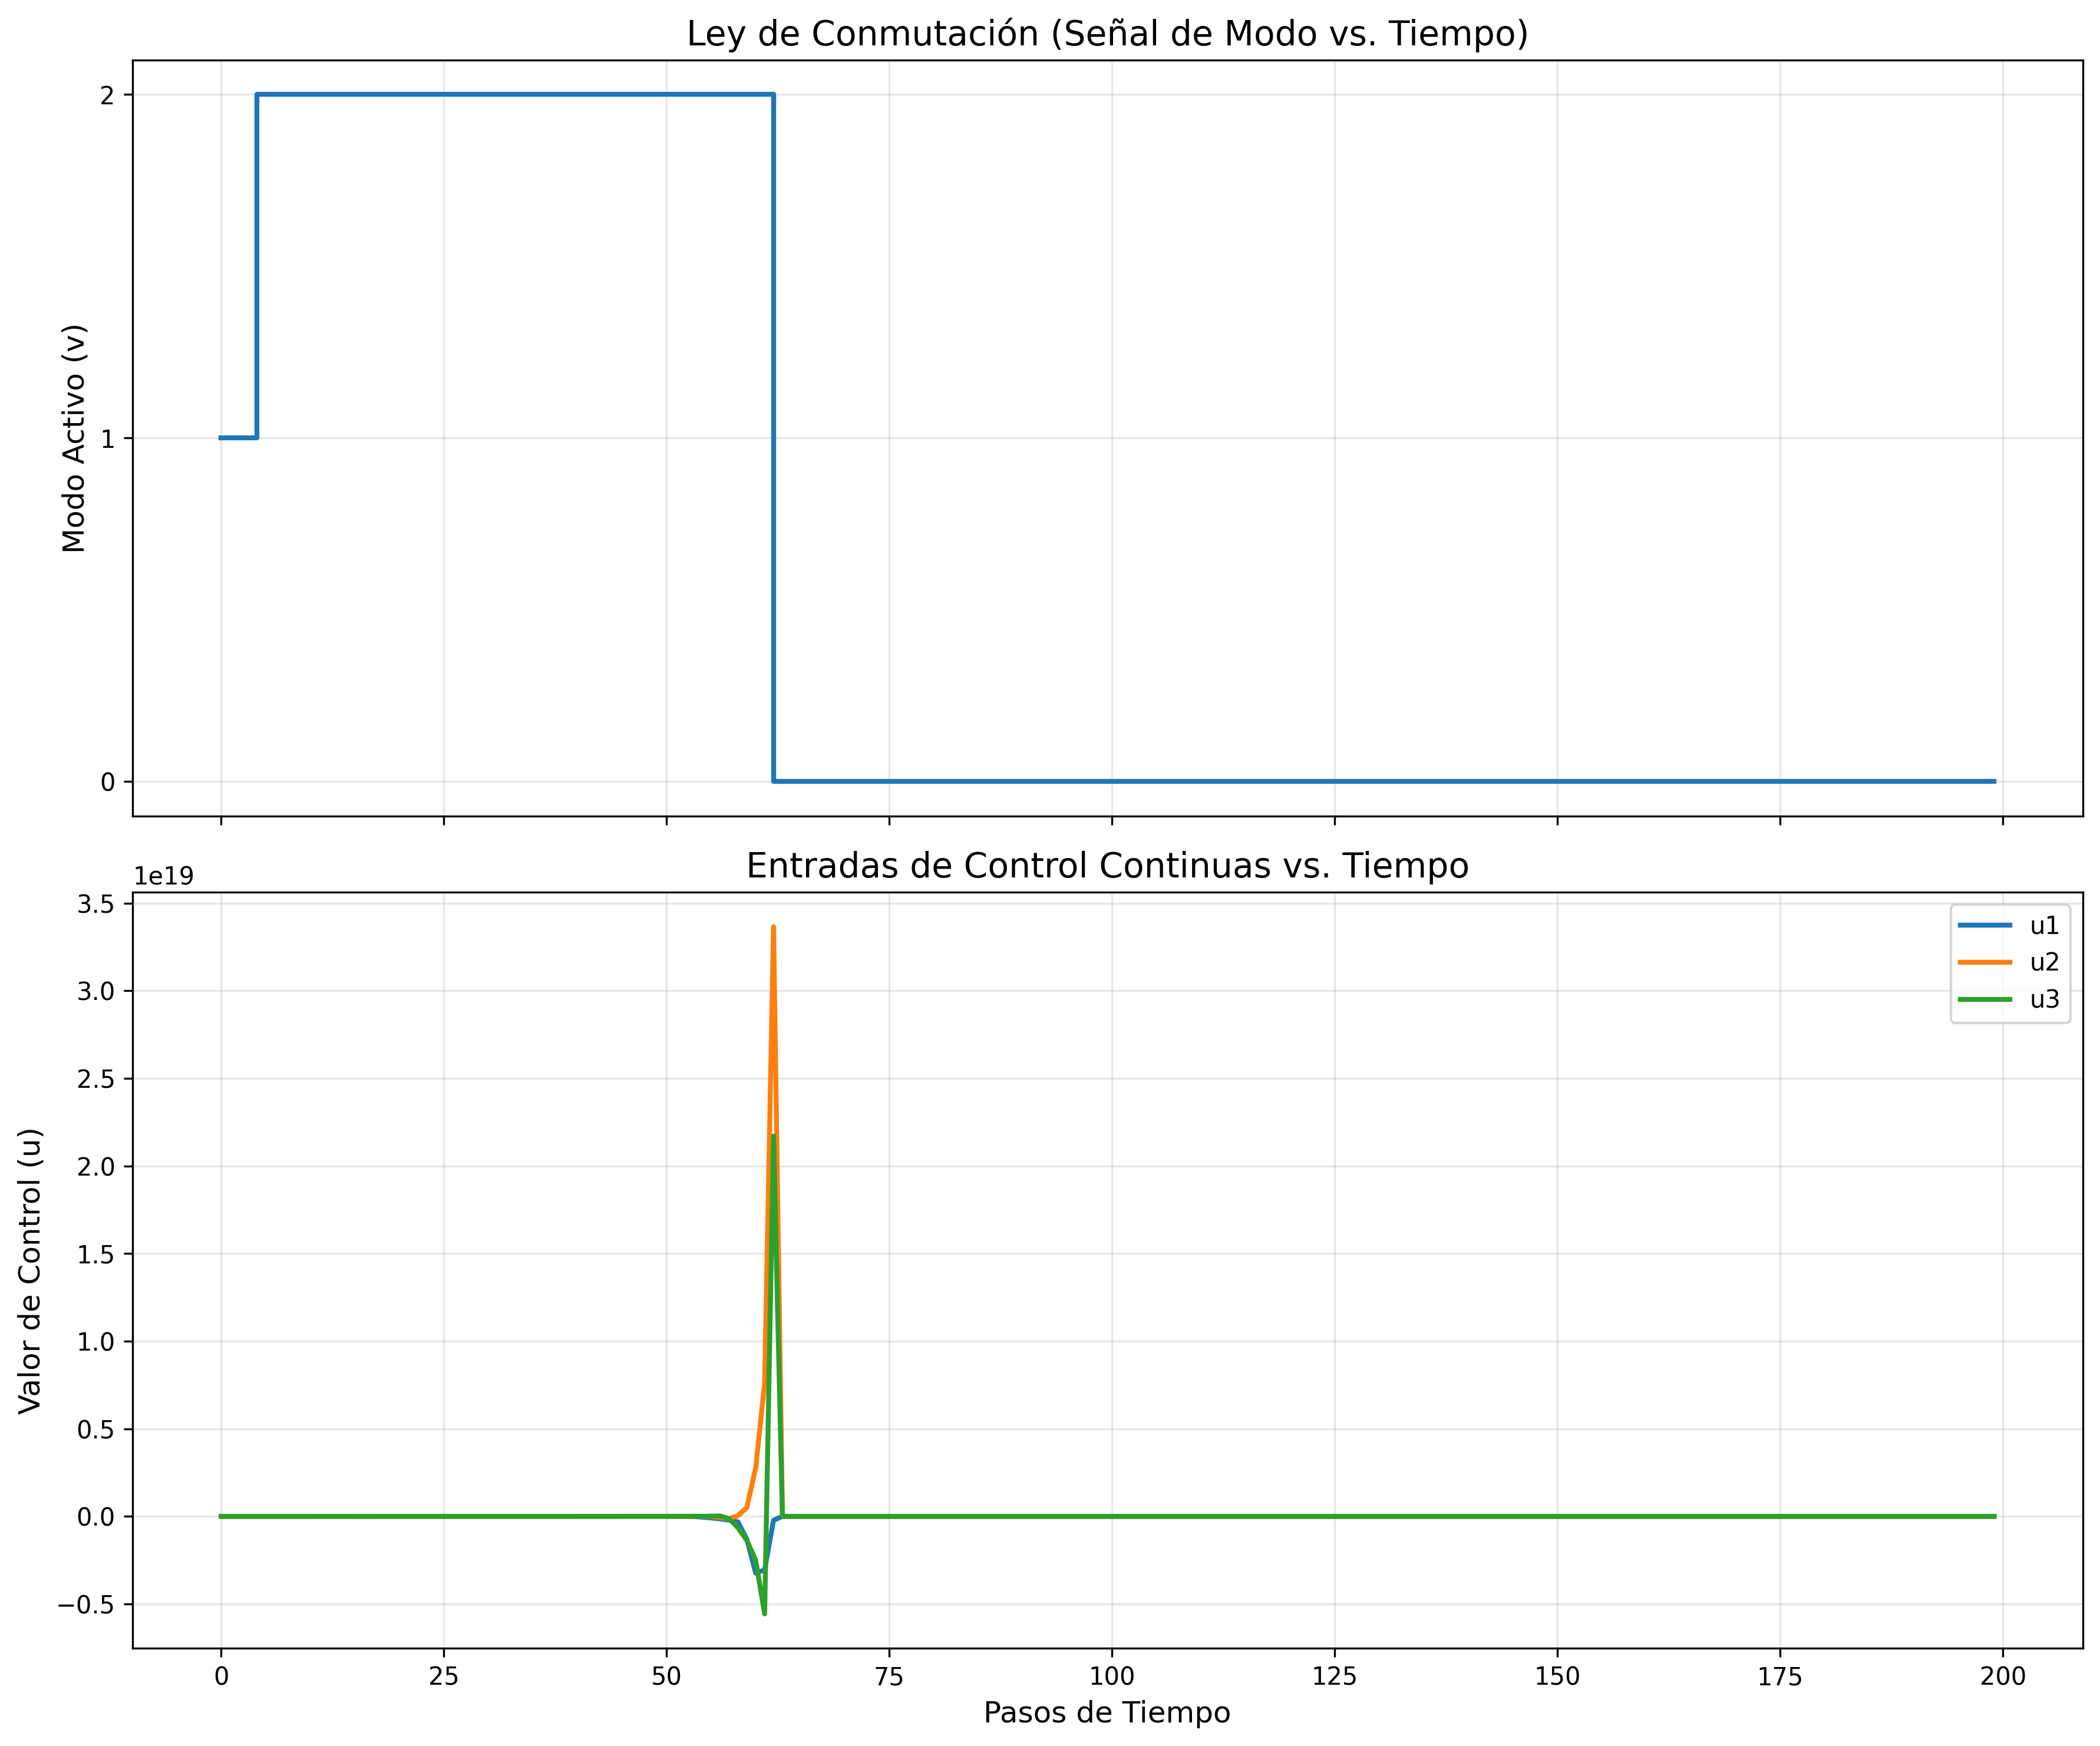 Ley de Conmutación (Señal de Modo vs. Tiempo)
Modo Activo (v)
2
1
0
Entradas de Control Continuas vs. Tiempo
1e19
Valor de Control (u)
3.5
3.0
2.5
2.0
1.5
1.0
0.5
0.0
−0.5
u1
u2
u3
0 25 50 75 100 125 150 175 200
Pasos de Tiempo